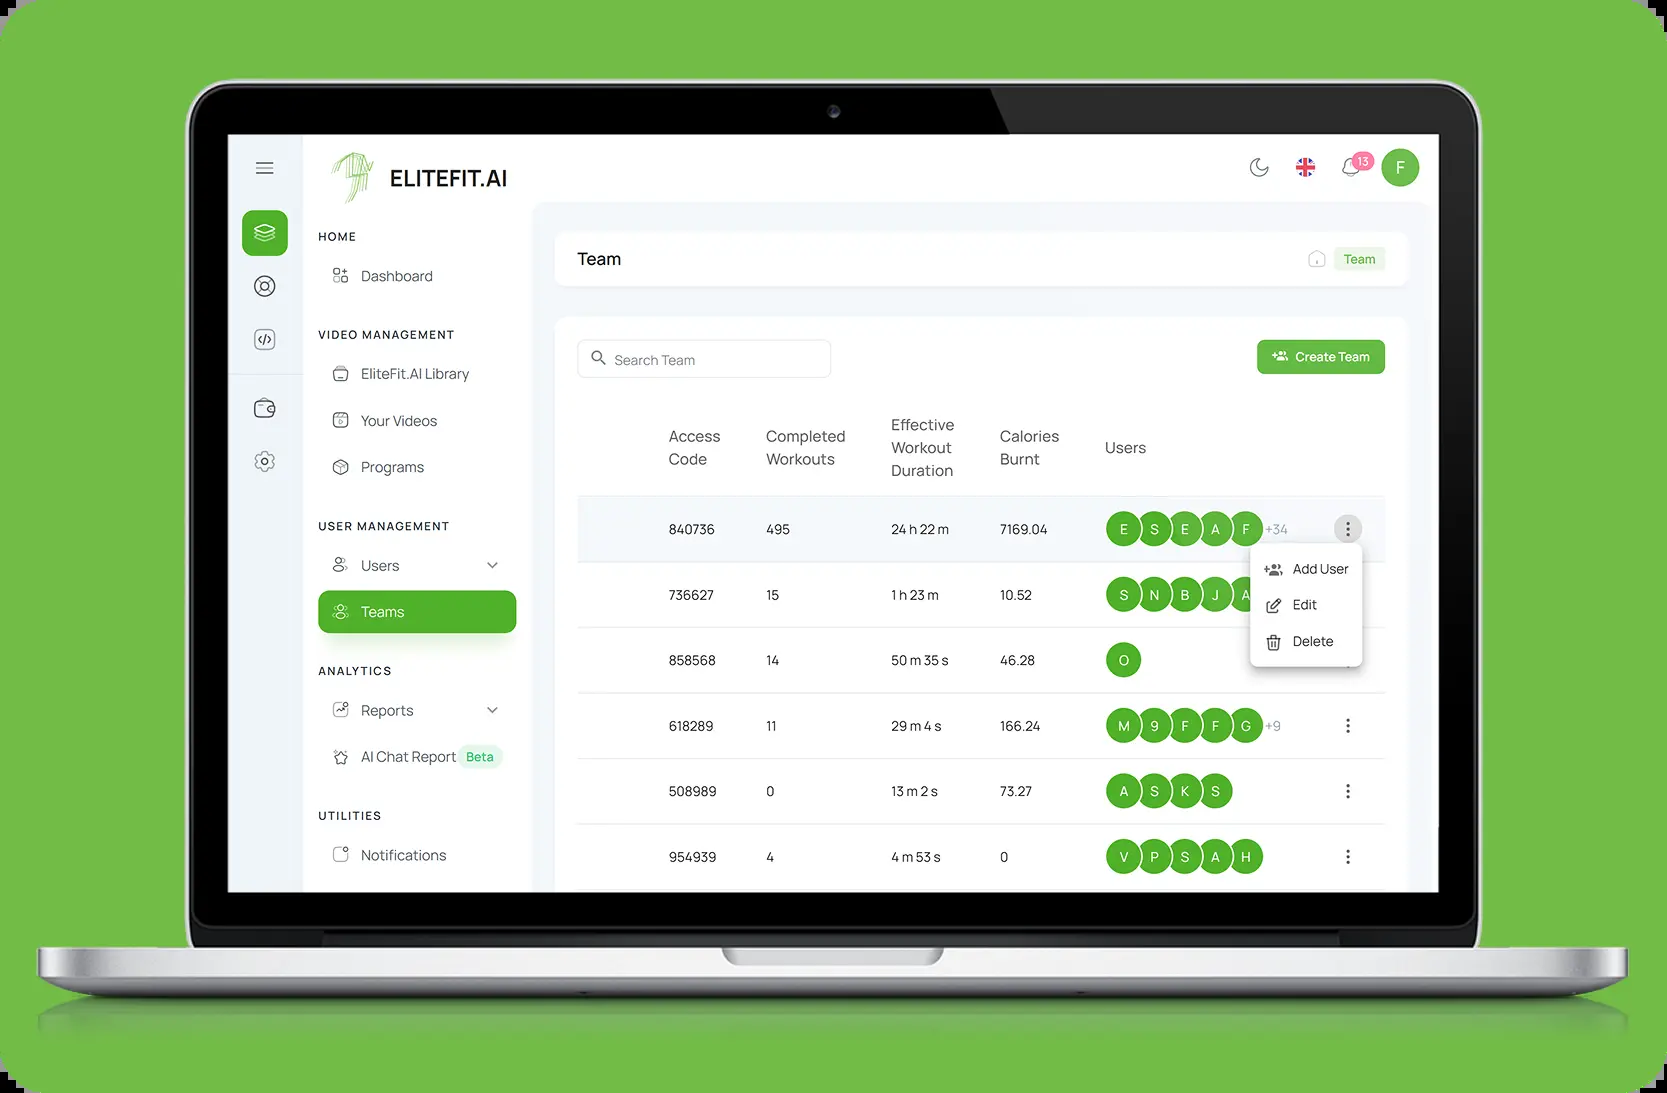 ELITEFIT.AI
13
F
HOME
Dashboard
VIDEO MANAGEMENT
EliteFit.AI Library
Your Videos
Programs
USER MANAGEMENT
Users
Teams
ANALYTICS
Reports
AI Chat Report Beta
UTILITIES
Notifications
Team
Team
Search Team
Create Team
Access
Code
Completed
Workouts
Effective
Workout
Duration
Calories
Burnt
Users
840736 495 24 h 22 m 7169.04 E S E A F +34
736627 15 1 h 23 m 10.52 S N B J A
858568 14 50 m 35 s 46.28 O
618289 11 29 m 4 s 166.24 M 9 F F G +9
508989 0 13 m 2 s 73.27 A S K S
954939 4 4 m 53 s 0 V P S A H
Add User
Edit
Delete